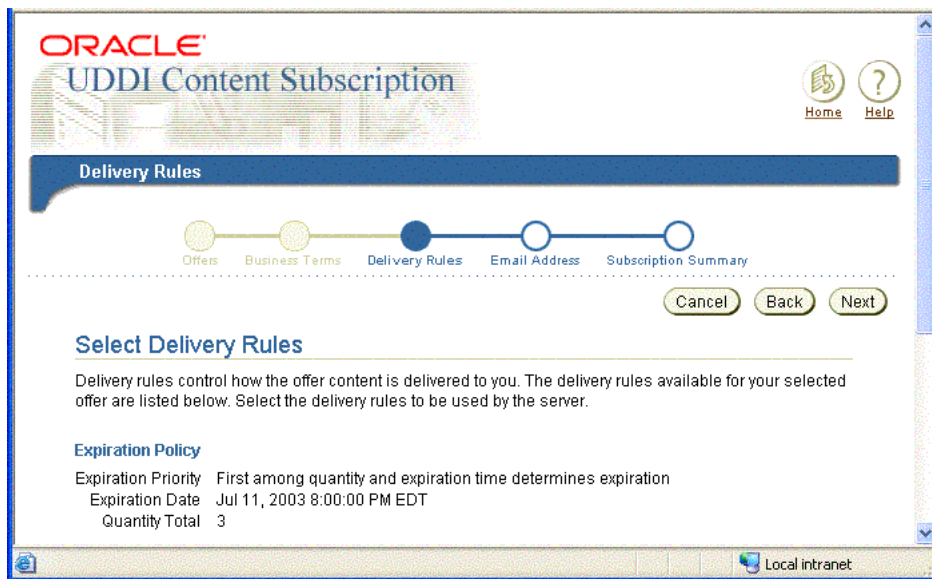 ORACLE
UDDI Content Subscription
Home
Help
Delivery Rules
Offers
Business Terms
Delivery Rules
Email Address
Subscription Summary
Cancel
Back
Next
Select Delivery Rules
Delivery rules control how the offer content is delivered to you. The delivery rules available for your selected
offer are listed below. Select the delivery rules to be used by the server.
Expiration Policy
Expiration Priority First among quantity and expiration time determines expiration
Expiration Date Jul 11, 2003 8:00:00 PM EDT
Quantity Total 3
Local intranet